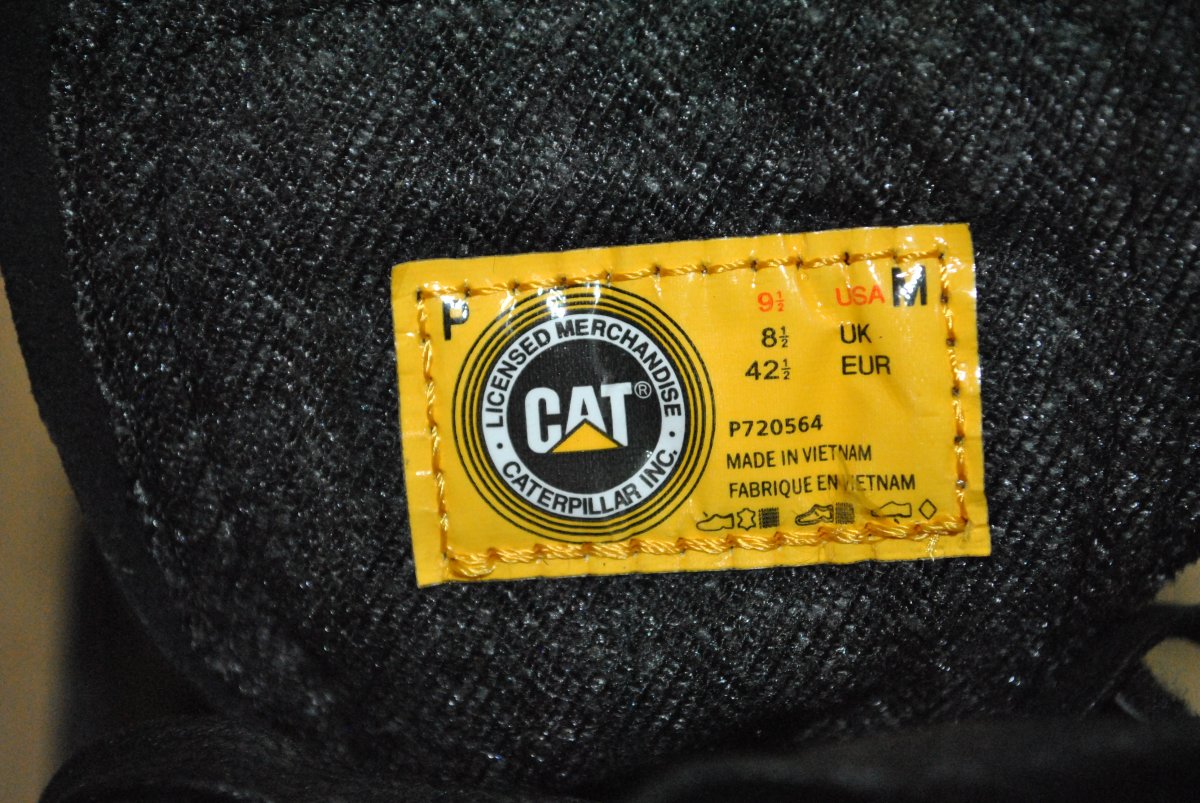 P
· LICENSED MERCHANDISE ·
CAT®
CATERPILLAR INC.
9½ USA M
8½ UK
42½ EUR
P720564
MADE IN VIETNAM
FABRIQUE EN VIETNAM